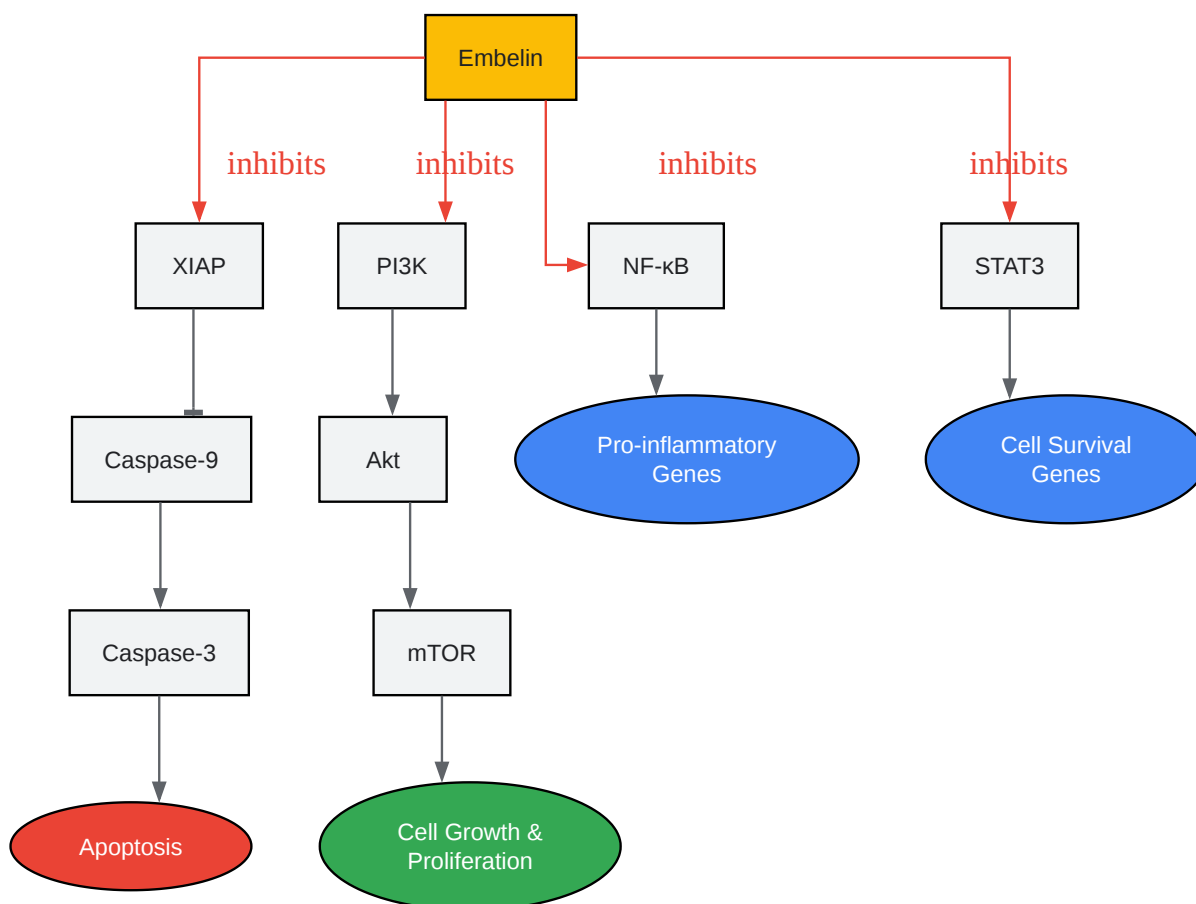 Embelin
inhibits
inhibits
inhibits
inhibits
XIAP
PI3K
NF-κB
STAT3
Caspase-9
Akt
Pro-inflammatory
Genes
Cell Survival
Genes
Caspase-3
mTOR
Apoptosis
Cell Growth &
Proliferation